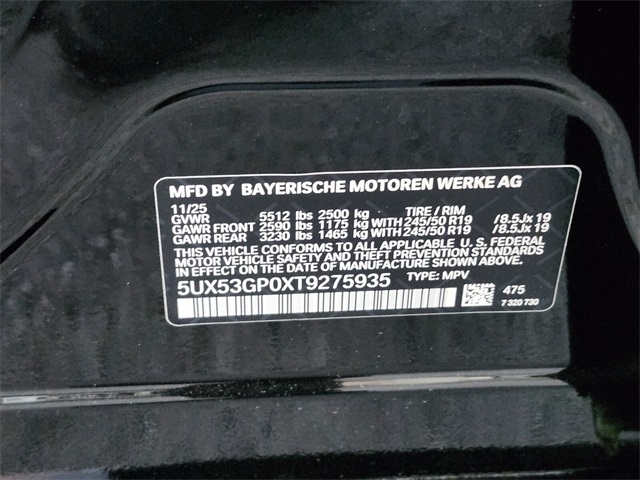 MFD BY BAYERISCHE MOTOREN WERKE AG
11/25
GVWR 5512 lbs 2500 kg TIRE / RIM
GAWR FRONT 2590 lbs 1175 kg WITH 245/50 R19 /8.5Jx19
GAWR REAR 3230 lbs 1465 kg WITH 245/50 R19 /8.5Jx19
THIS VEHICLE CONFORMS TO ALL APPLICABLE U. S. FEDERAL
MOTOR VEHICLE SAFETY AND THEFT PREVENTION STANDARDS
IN EFFECT ON THE DATE OF MANUFACTURE SHOWN ABOVE.
5UX53GP0XT9275935 TYPE: MPV
475
7 320 730